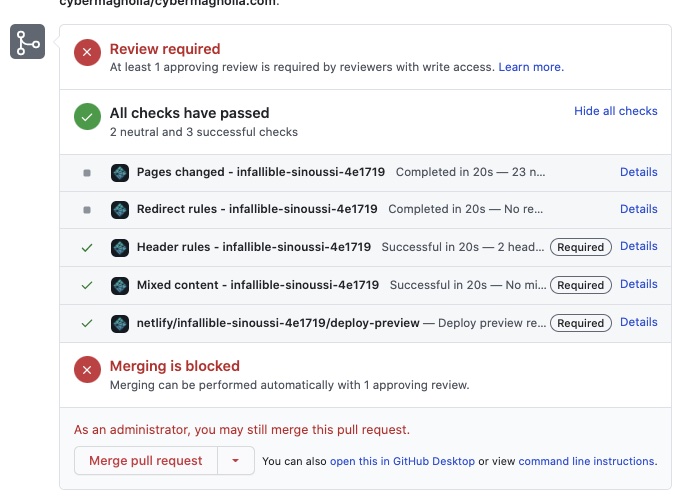 cybermagnolia/cybermagnolia.com.
Review required
At least 1 approving review is required by reviewers with write access. Learn more.
All checks have passed
Hide all checks
2 neutral and 3 successful checks
Pages changed - infallible-sinoussi-4e1719 Completed in 20s — 23 n... Details
Redirect rules - infallible-sinoussi-4e1719 Completed in 20s — No re... Details
Header rules - infallible-sinoussi-4e1719 Successful in 20s — 2 head... Required Details
Mixed content - infallible-sinoussi-4e1719 Successful in 20s — No mi... Required Details
netlify/infallible-sinoussi-4e1719/deploy-preview — Deploy preview re... Required Details
Merging is blocked
Merging can be performed automatically with 1 approving review.
As an administrator, you may still merge this pull request.
Merge pull request You can also open this in GitHub Desktop or view command line instructions.